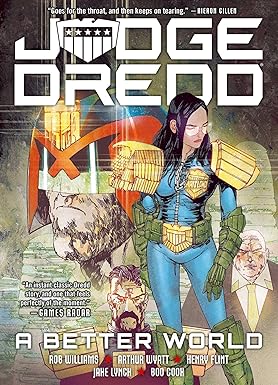 "Goes for the throat, and then keeps on tearing." — KIERON GILLEN
JUDGE
DREDD
"An instant classic Dredd
story, and one that feels
perfectly of the moment."
— GAMES RADAR
A BETTER WORLD
ROB WILLIAMS ARTHUR WYATT HENRY FLINT
JAKE LYNCH BOO COOK